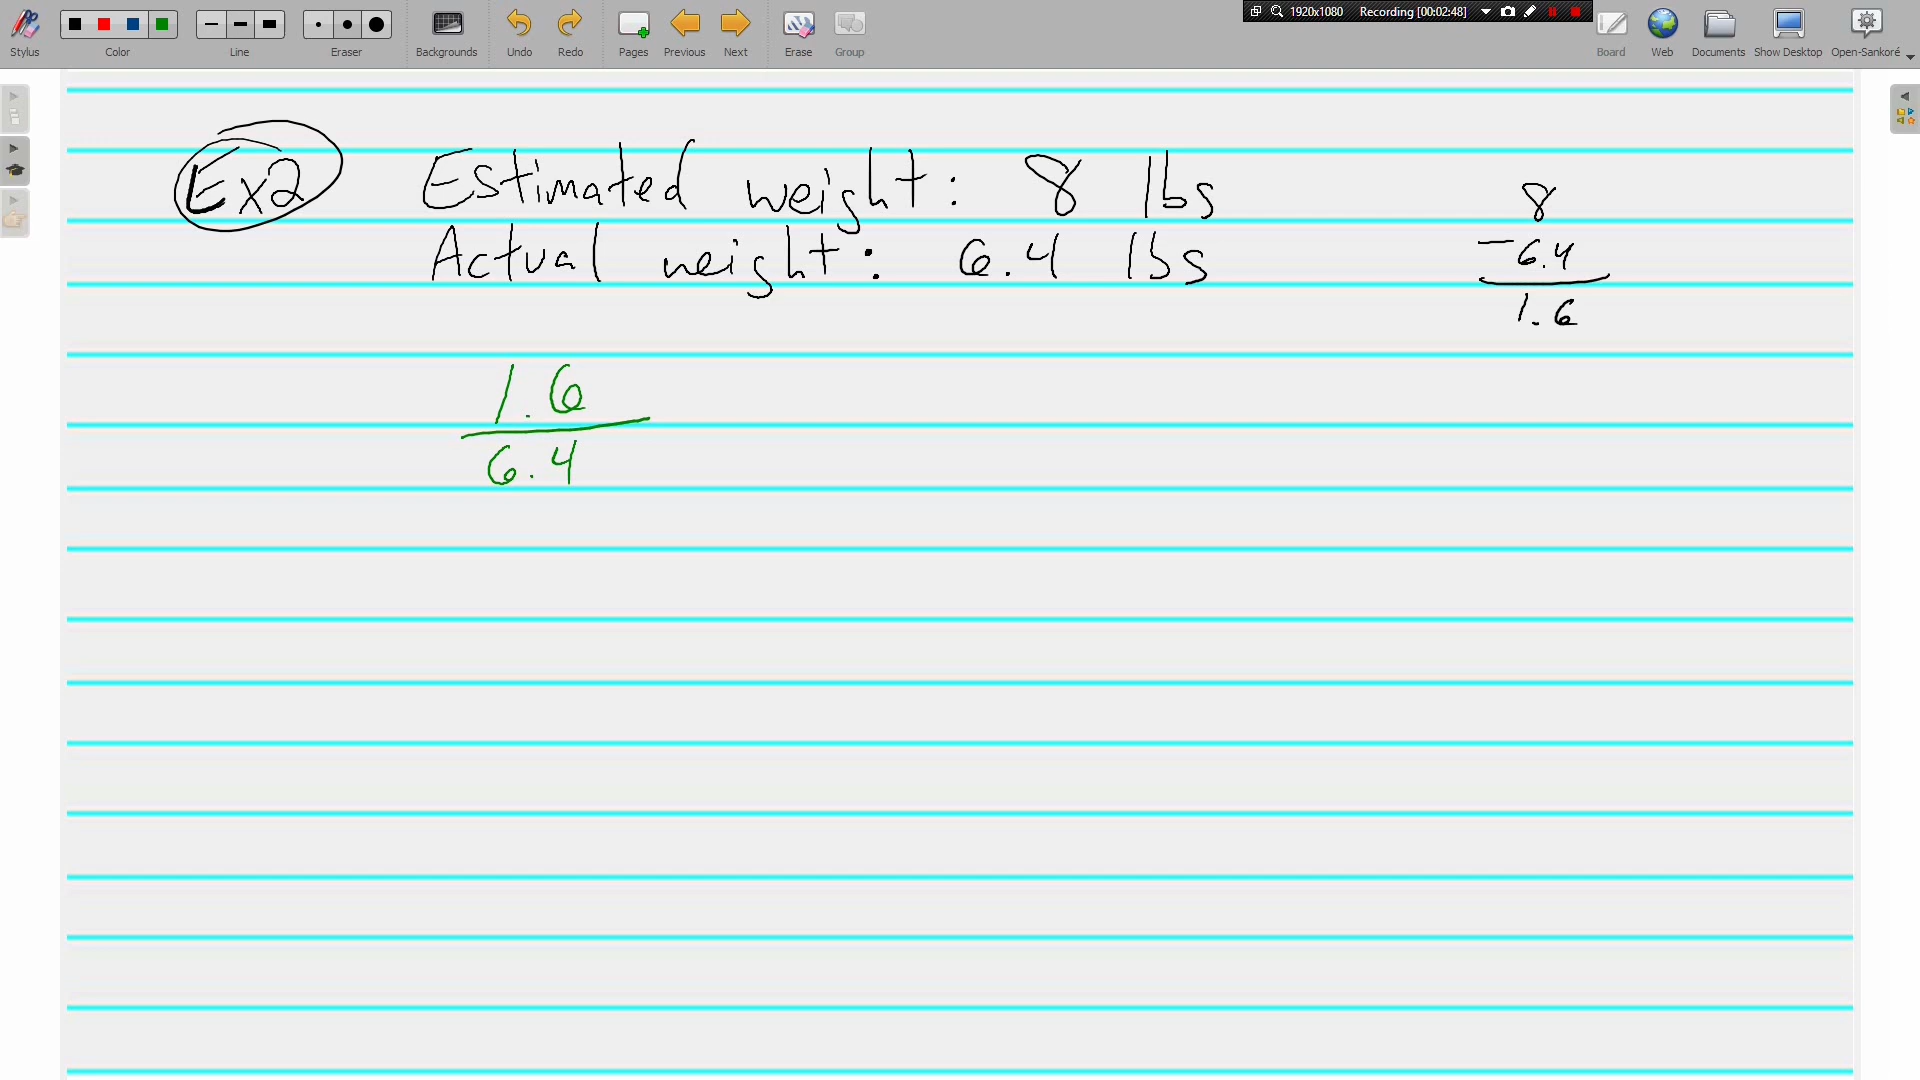 1920x1080 Recording [00:02:48]
Stylus Color Line Eraser Backgrounds Undo Redo Pages Previous Next Erase Group Board Web Documents Show Desktop Open-Sankoré
Ex2 Estimated weight: 8 lbs
Actual weight: 6.4 lbs
8
-6.4
1.6
1.6
6.4